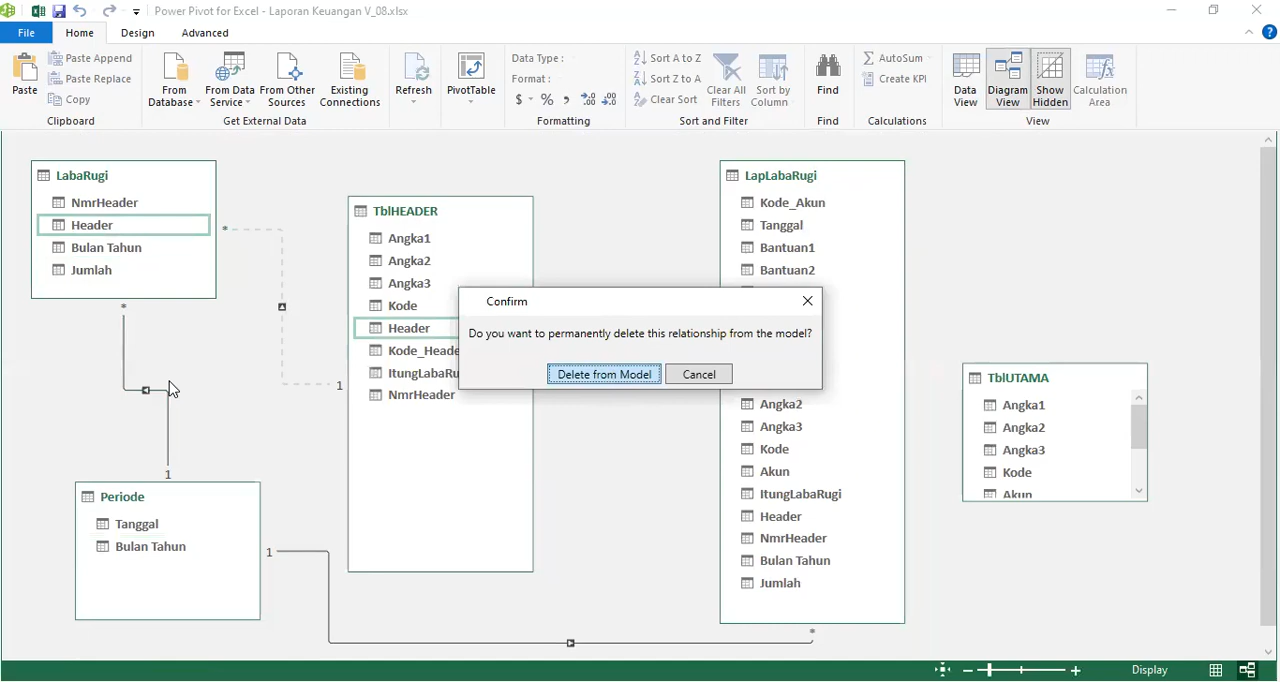 Power Pivot for Excel - Laporan Keuangan V_08.xlsx
File Home Design Advanced
Paste
Paste Append
Paste Replace
Copy
Clipboard
From Database
From Data Service
From Other Sources
Existing Connections
Get External Data
Refresh
PivotTable
Data Type :
Format :
$ % ,
Formatting
Sort A to Z
Sort Z to A
Clear Sort
Clear All Filters
Sort by Column
Sort and Filter
Find
Find
AutoSum
Create KPI
Calculations
Data View
Diagram View
Show Hidden
Calculation Area
View
LabaRugi
NmrHeader
Header
Bulan Tahun
Jumlah
*
*
1
Periode
Tanggal
Bulan Tahun
1
TblHEADER
Angka1
Angka2
Angka3
Kode
Header
Kode_Heade
ItungLabaRu
NmrHeader
1
Confirm
Do you want to permanently delete this relationship from the model?
Delete from Model
Cancel
LapLabaRugi
Kode_Akun
Tanggal
Bantuan1
Bantuan2
Angka2
Angka3
Kode
Akun
ItungLabaRugi
Header
NmrHeader
Bulan Tahun
Jumlah
*
TblUTAMA
Angka1
Angka2
Angka3
Kode
Akun
Display